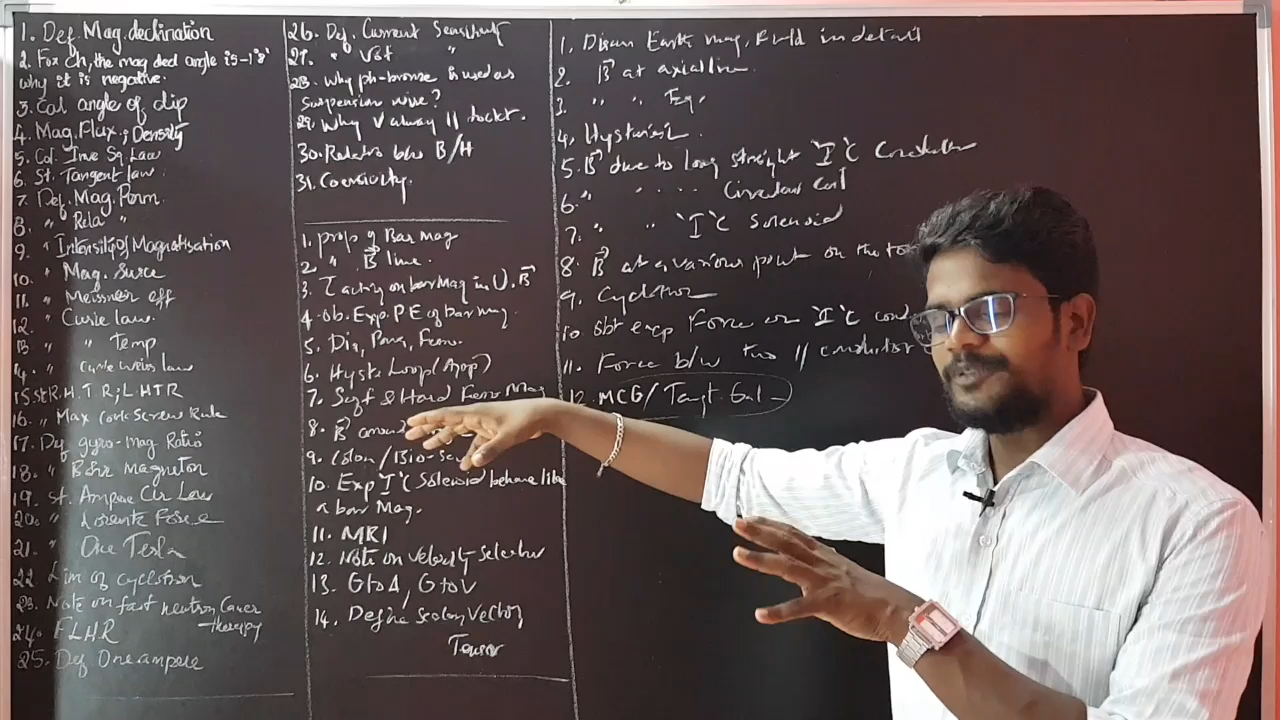 1. Def. Mag. declination
2. For Ch, the mag decl angle is -1°8'
why it is negative.
3. Cal angle of dip
4. Mag. Flux, ; Density
5. Col. Inve Sq Law
6. St. Tangent law.
7. Def. Mag. Perm.
8. " Rela "
9. " Intensity of Magnetisation
10. " Mag. Susce
11. " Meissner eff
12. " Curie law.
13 " " Temp
14. " Curie weiss law
15. St R.H.T.R; L.HTR
16. " Max Cork Screw Rule
17. Def gyro-mag Ratio
18. " Bohr magneton
19. St. Ampere Cir Law
20. " Lorentz Force
21. " One Tesla
22 Lim of cyclotron
23. Note on fast neutron Cancer
therapy
24. FLHR
25. Def One ampere
26. Def. Current Sensitivity
27. " Volt "
28. Why ph-bronze is used as
suspension wire?
29. Why always ||
30. Relation b/w B/H
31. Coercivity.
1. prop of Bar mag
2. " B⃗ line.
3. τ acting on bar Mag in U. B⃗
4. ob. Exp. PE of bar mag.
5. Dia, Para, Ferro.
6. Hyste Loop (App)
7. Soft & Hard Ferro Mag
8. B⃗
9. Colom / Bio-
10. Exp I'C Solenoid behave like
a bar Mag.
11. MRI
12. Note on velocity-selector
13. G to A, G to V
14. Define Scalar, Vector,
Tensor
1. Discus Earth mag. Field in detail
2. B⃗ at axial line.
3. " " Eq.
4. Hysterisis.
5. B⃗ due to long straight I'C Conductor
6. " " Circular Coil
7. " " I'C Solenoid
8. B⃗ at a various point on the
9. Cyclotron
10 Obt exp Force on I'C
11. Force b/w two || conductor
12. MCG / Tangt. Gal -